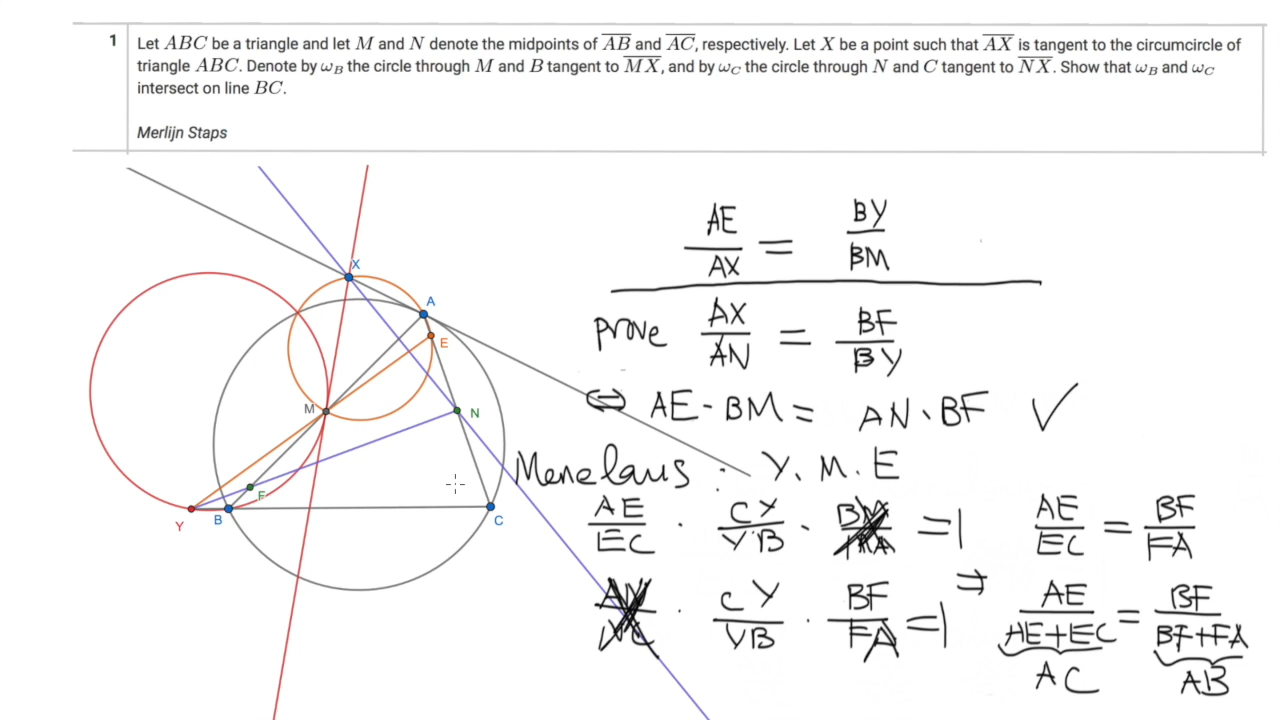 1 Let ABC be a triangle and let M and N denote the midpoints of AB and AC, respectively. Let X be a point such that AX is tangent to the circumcircle of
triangle ABC. Denote by ω_B the circle through M and B tangent to MX, and by ω_C the circle through N and C tangent to NX. Show that ω_B and ω_C
intersect on line BC.
Merlijn Staps
AE/AX = BY/BM
prove AX/AN = BF/BY
⇔ AE · BM = AN · BF ✓
Menelaus : Y. M. E
AE/EC · CY/YB · BM/MA = 1 AE/EC = BF/FA
AN/NC · CY/YB · BF/FA = 1 ⇒ AE/AE+EC = BF/BF+FA
AC AB
X
A
E
M
N
F
Y
B
C